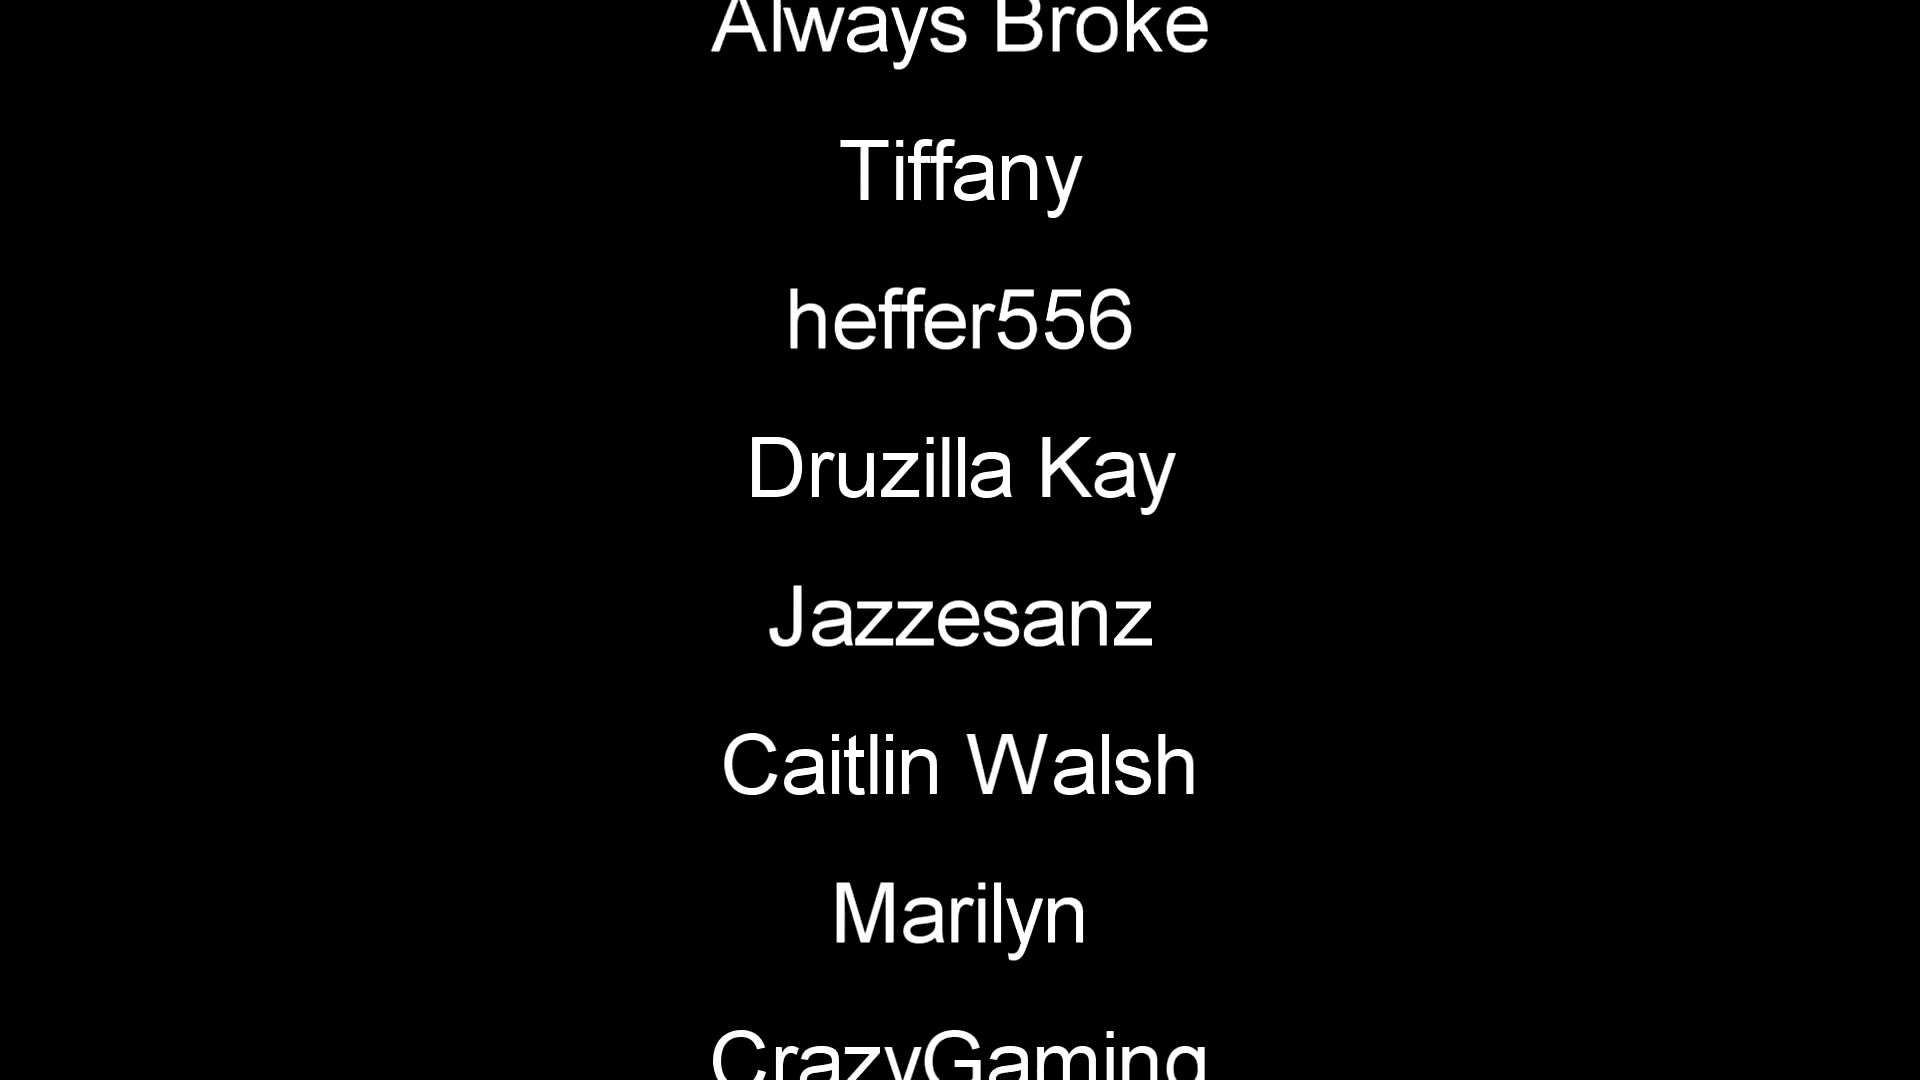 Always Broke
Tiffany
heffer556
Druzilla Kay
Jazzesanz
Caitlin Walsh
Marilyn
CrazyGaming